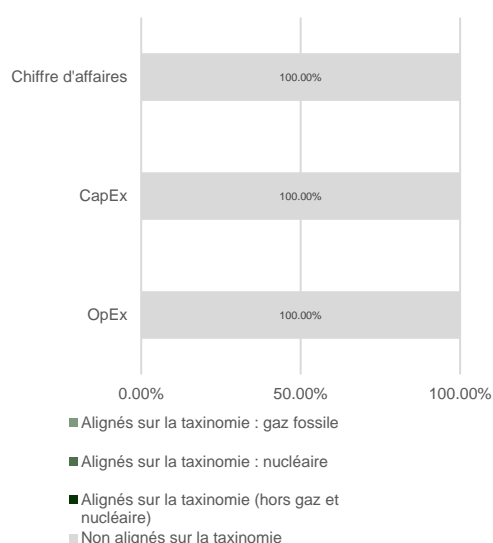 Chiffre d'affaires
100.00%
CapEx
100.00%
OpEx
100.00%
0.00% 50.00% 100.00%
Alignés sur la taxinomie : gaz fossile
Alignés sur la taxinomie : nucléaire
Alignés sur la taxinomie (hors gaz et
nucléaire)
Non alignés sur la taxinomie